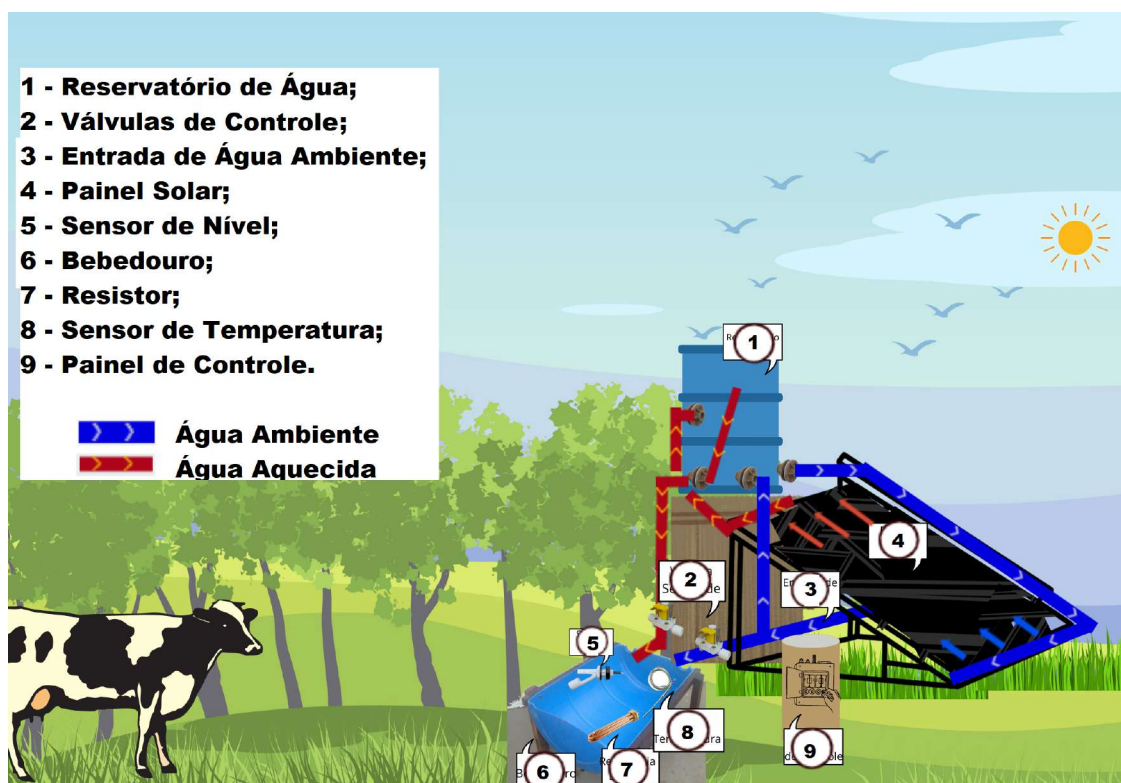 1 - Reservatório de Água;
2 - Válvulas de Controle;
3 - Entrada de Água Ambiente;
4 - Painel Solar;
5 - Sensor de Nível;
6 - Bebedouro;
7 - Resistor;
8 - Sensor de Temperatura;
9 - Painel de Controle.
Água Ambiente
Água Aquecida
1
4
2
3
5
8
6
7
9